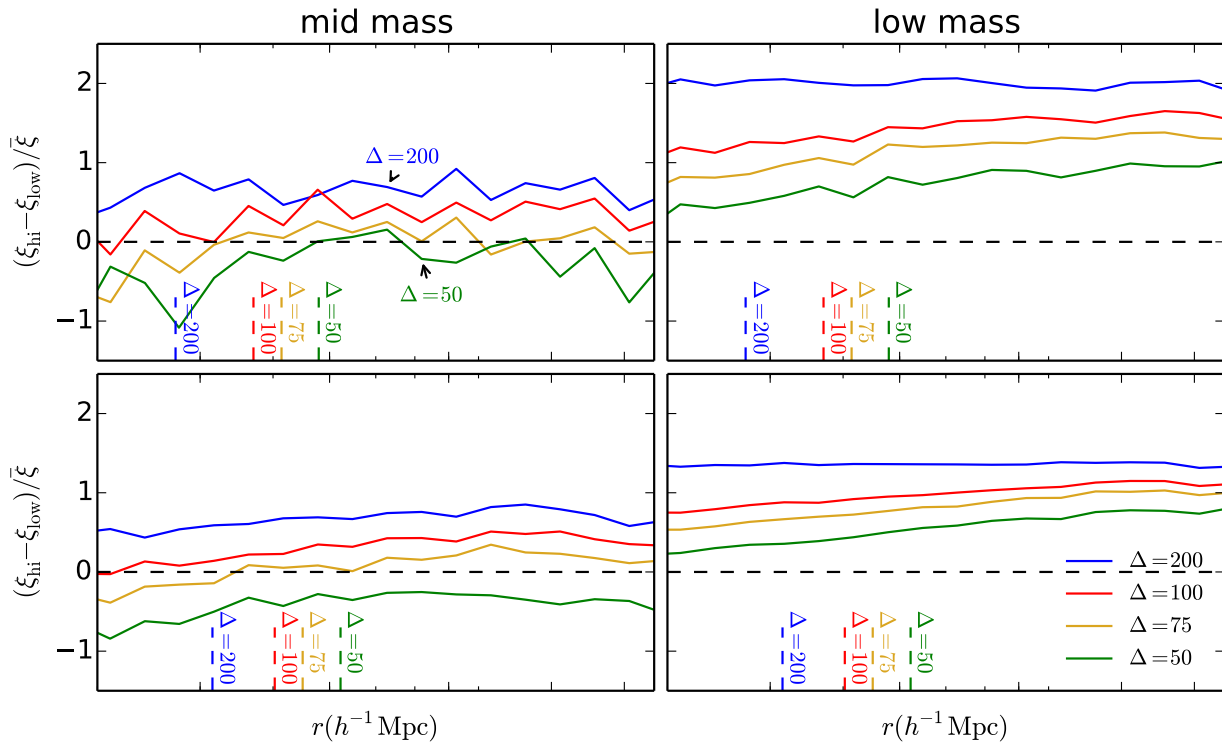 mid mass
low mass
(ξhi−ξlow)/ξ̄
2
1
0
−1
Δ=200
Δ=50
Δ=200
Δ=100
Δ=75
Δ=50
Δ=200
Δ=100
Δ=75
Δ=50
(ξhi−ξlow)/ξ̄
2
1
0
−1
Δ=200
Δ=100
Δ=75
Δ=50
Δ=200
Δ=100
Δ=75
Δ=50
Δ=200
Δ=100
Δ=75
Δ=50
r(h⁻¹ Mpc)
r(h⁻¹ Mpc)